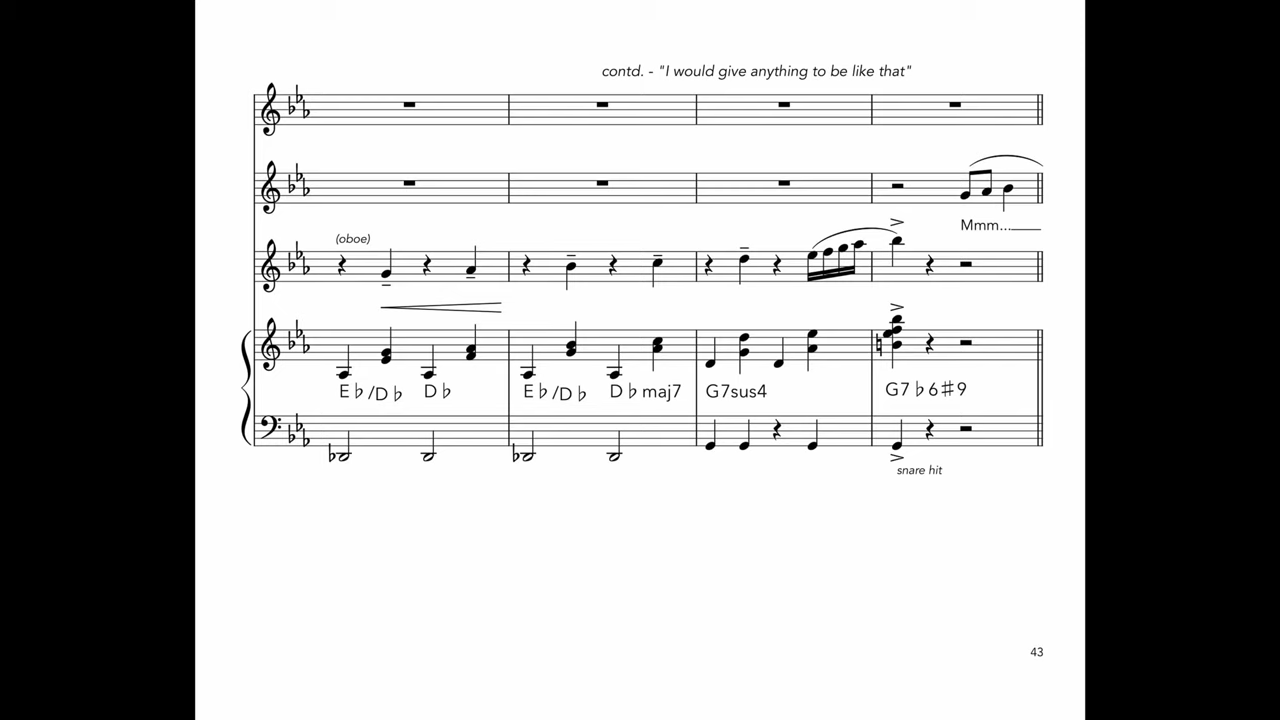 contd. - "I would give anything to be like that"
Mmm...
(oboe)
E♭/D♭ D♭ E♭/D♭ D♭maj7 G7sus4 G7♭6♯9
snare hit
43